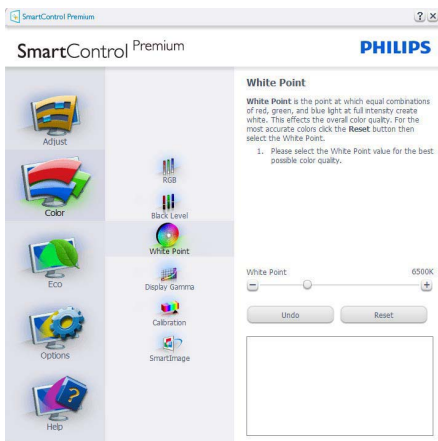 SmartControl Premium
SmartControl Premium
PHILIPS
Adjust
Color
Eco
Options
Help
RGB
Black Level
White Point
Display Gamma
Calibration
SmartImage
White Point
White Point is the point at which equal combinations
of red, green, and blue light at full intensity create
white. This effects the overall color quality. For the
most accurate colors click the Reset button then
select the White Point.
1. Please select the White Point value for the best
possible color quality.
White Point 6500K
Undo Reset